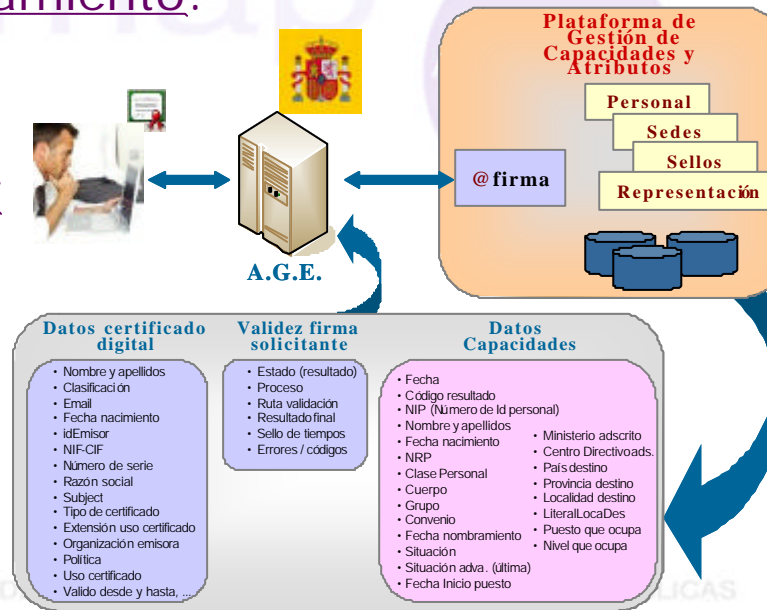 amiento.
Plataforma de
Gestión de
Capacidades y
Atributos
Personal
Sedes
Sellos
Representación
@firma
A.G.E.
Datos certificado
digital
• Nombre y apellidos
• Clasificación
• Email
• Fecha nacimiento
• idEmisor
• NIF-CIF
• Número de serie
• Razón social
• Subject
• Tipo de certificado
• Extensión uso certificado
• Organización emisora
• Política
• Uso certificado
• Valido desde y hasta, ...
Validez firma
solicitante
• Estado (resultado)
• Proceso
• Ruta validación
• Resultado final
• Sello de tiempos
• Errores / códigos
Datos
Capacidades
• Fecha
• Código resultado
• NIP (Número de Id personal)
• Nombre y apellidos
• Fecha nacimiento
• NRP
• Clase Personal
• Cuerpo
• Grupo
• Convenio
• Fecha nombramiento
• Situación
• Situación adva. (última)
• Fecha Inicio puesto
• Ministerio adscrito
• Centro Directivo ads.
• País destino
• Provincia destino
• Localidad destino
• LiteralLocaDes
• Puesto que ocupa
• Nivel que ocupa
LICAS